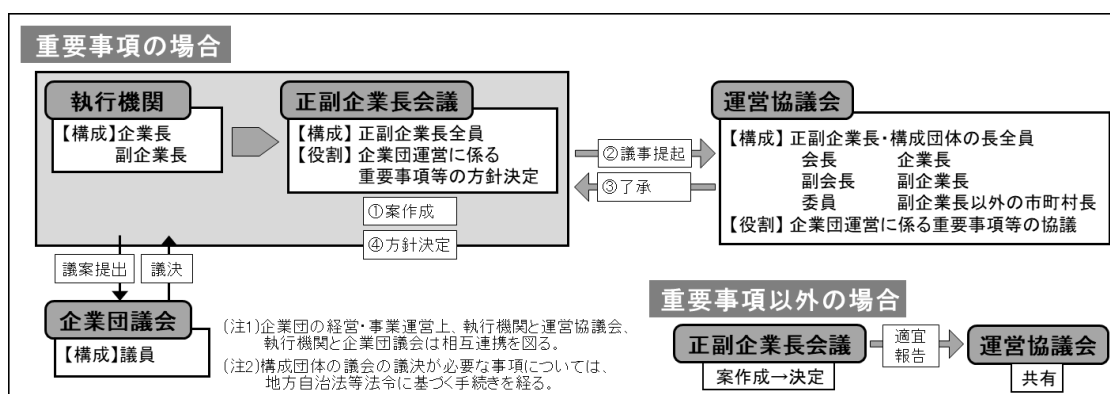 重要事項の場合
執行機関
【構成】企業長
副企業長
正副企業長会議
【構成】正副企業長全員
【役割】企業団運営に係る
重要事項等の方針決定
①案作成
④方針決定
②議事提起
③了承
運営協議会
【構成】正副企業長・構成団体の長全員
会長 企業長
副会長 副企業長
委員 副企業長以外の市町村長
【役割】企業団運営に係る重要事項等の協議
議案提出
議決
企業団議会
【構成】議員
(注1)企業団の経営・事業運営上、執行機関と運営協議会、
執行機関と企業団議会は相互連携を図る。
(注2)構成団体の議会の議決が必要な事項については、
地方自治法等法令に基づく手続きを経る。
重要事項以外の場合
正副企業長会議
案作成→決定
適宜
報告
運営協議会
共有